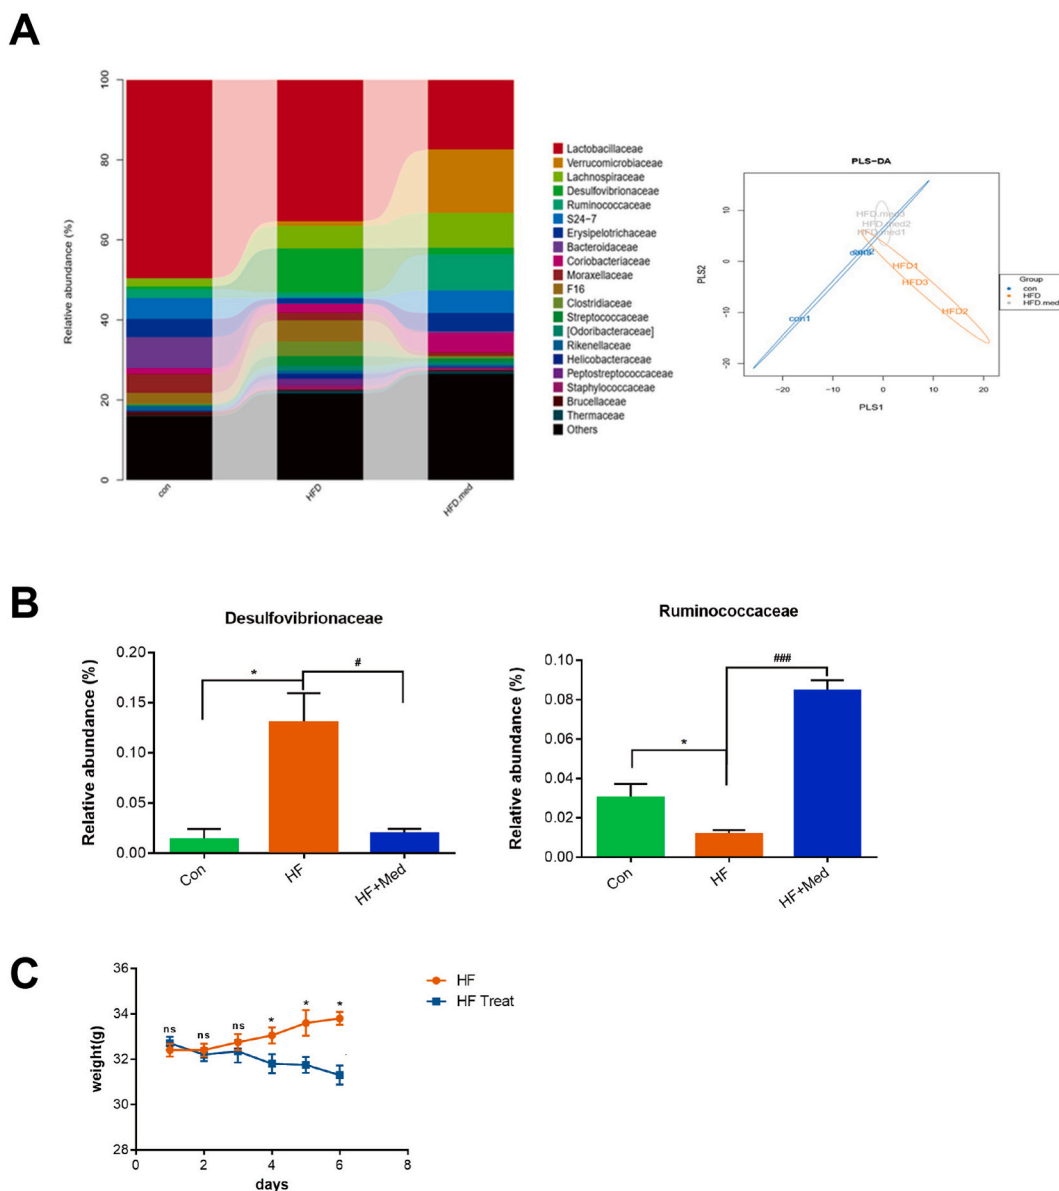 A
100
80
60
40
20
0
Relative abundance (%)
con
HFD
HFD.med
Lactobacillaceae
Verrucomicrobiaceae
Lachnospiraceae
Desulfovibrionaceae
Ruminococcaceae
S24-7
Erysipelotrichaceae
Bacteroidaceae
Coriobacteriaceae
Moraxellaceae
F16
Clostridiaceae
Streptococcaceae
[Odoribacteraceae]
Rikenellaceae
Helicobacteraceae
Peptostreptococcaceae
Staphylococcaceae
Brucellaceae
Thermaceae
Others
PLS-DA
10
0
-10
-20
PLS2
HFD.med3
HFD.med2
HFD.med1
HFD1
HFD3
HFD2
con1
-20
-10
0
10
20
PLS1
Group
con
HFD
HFD.med
B
Desulfovibrionaceae
0.20
0.15
0.10
0.05
0.00
Relative abundance (%)
*
#
Con
HF
HF+Med
Ruminococcaceae
0.10
0.08
0.06
0.04
0.02
0.00
Relative abundance (%)
*
###
Con
HF
HF+Med
C
36
34
32
30
28
weight(g)
ns ns ns * * *
HF
HF Treat
0 2 4 6 8
days